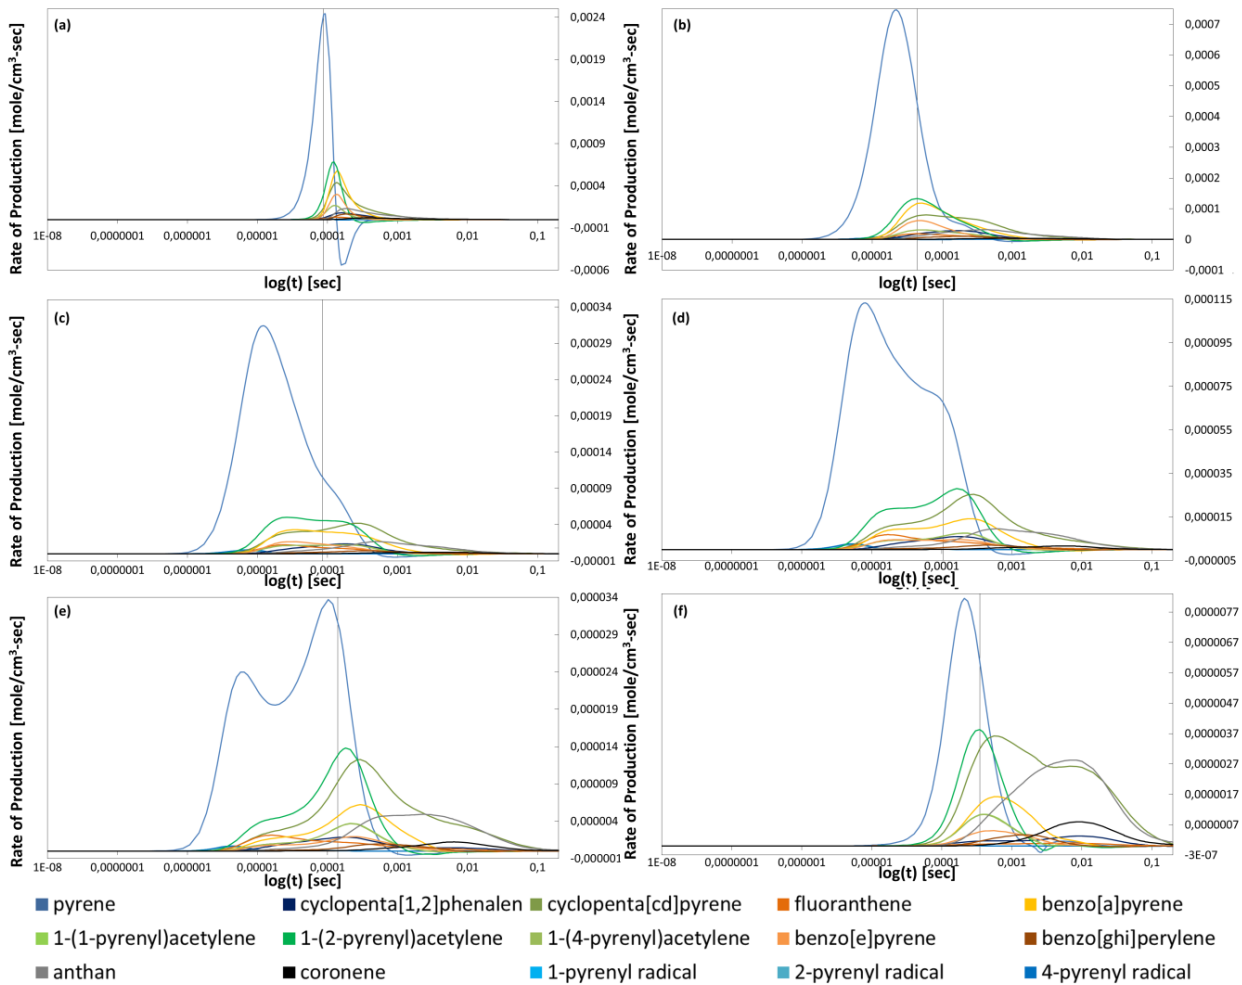 (a)
Rate of Production [mole/cm³-sec]
0,0024
0,0019
0,0014
0,0009
0,0004
-0,0001
-0,0006
1E-08 0,0000001 0,000001 0,00001 0,0001 0,001 0,01 0,1
log(t) [sec]
(b)
Rate of Production [mole/cm³-sec]
0,0007
0,0006
0,0005
0,0004
0,0003
0,0002
0,0001
0
-0,0001
1E-08 0,0000001 0,000001 0,00001 0,0001 0,001 0,01 0,1
log(t) [sec]
(c)
Rate of Production [mole/cm³-sec]
0,00034
0,00029
0,00024
0,00019
0,00014
0,00009
0,00004
-0,00001
1E-08 0,0000001 0,000001 0,00001 0,0001 0,001 0,01 0,1
log(t) [sec]
(d)
Rate of Production [mole/cm³-sec]
0,000115
0,000095
0,000075
0,000055
0,000035
0,000015
-0,000005
1E-08 0,0000001 0,000001 0,00001 0,0001 0,001 0,01 0,1
log(t) [sec]
(e)
Rate of Production [mole/cm³-sec]
0,000034
0,000029
0,000024
0,000019
0,000014
0,000009
0,000004
-0,000001
1E-08 0,0000001 0,000001 0,00001 0,0001 0,001 0,01 0,1
log(t) [sec]
(f)
Rate of Production [mole/cm³-sec]
0,0000077
0,0000067
0,0000057
0,0000047
0,0000037
0,0000027
0,0000017
0,0000007
-3E-07
1E-08 0,0000001 0,000001 0,00001 0,0001 0,001 0,01 0,1
log(t) [sec]
pyrene cyclopenta[1,2]phenalen cyclopenta[cd]pyrene fluoranthene benzo[a]pyrene
1-(1-pyrenyl)acetylene 1-(2-pyrenyl)acetylene 1-(4-pyrenyl)acetylene benzo[e]pyrene benzo[ghi]perylene
anthan coronene 1-pyrenyl radical 2-pyrenyl radical 4-pyrenyl radical